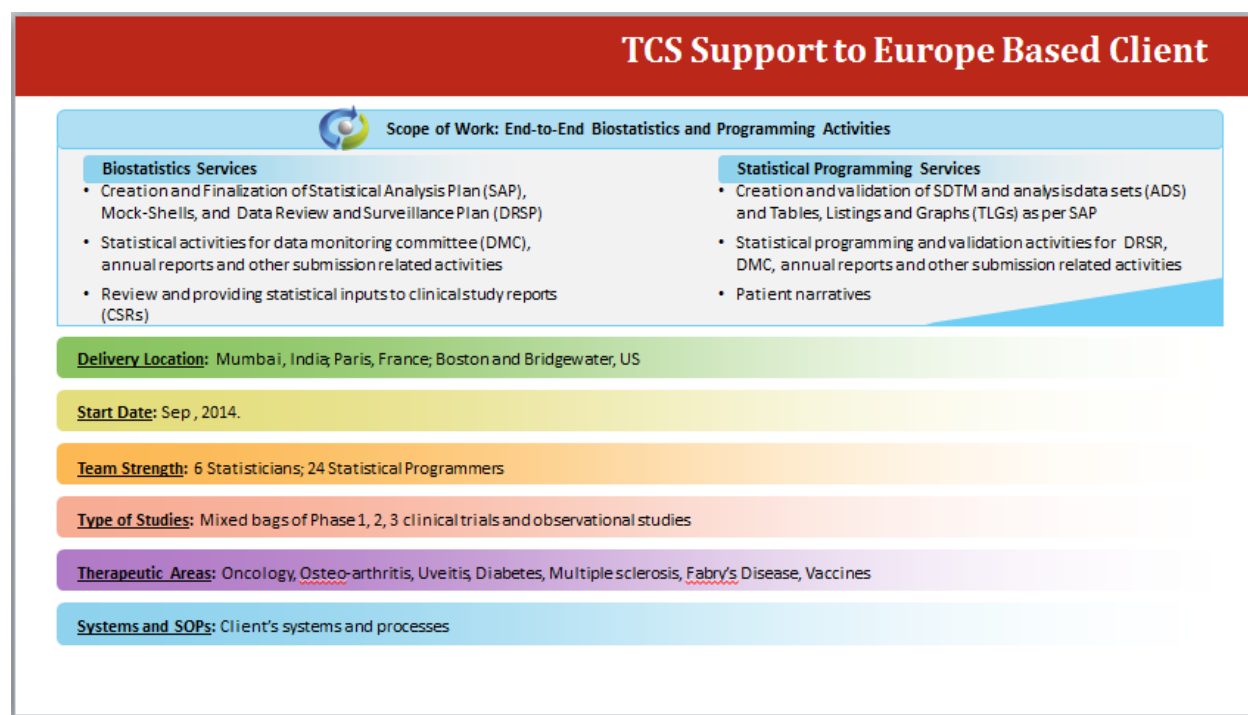 TCS Support to Europe Based Client
Scope of Work: End-to-End Biostatistics and Programming Activities
Biostatistics Services
• Creation and Finalization of Statistical Analysis Plan (SAP),
Mock-Shells, and Data Review and Surveillance Plan (DRSP)
• Statistical activities for data monitoring committee (DMC),
annual reports and other submission related activities
• Review and providing statistical inputs to clinical study reports
(CSRs)
Statistical Programming Services
• Creation and validation of SDTM and analysis data sets (ADS)
and Tables, Listings and Graphs (TLGs) as per SAP
• Statistical programming and validation activities for DRSR,
DMC, annual reports and other submission related activities
• Patient narratives
Delivery Location: Mumbai, India; Paris, France; Boston and Bridgewater, US
Start Date: Sep , 2014.
Team Strength: 6 Statisticians; 24 Statistical Programmers
Type of Studies: Mixed bags of Phase 1, 2, 3 clinical trials and observational studies
Therapeutic Areas: Oncology, Osteo-arthritis, Uveitis, Diabetes, Multiple sclerosis, Fabry's Disease, Vaccines
Systems and SOPs: Client's systems and processes